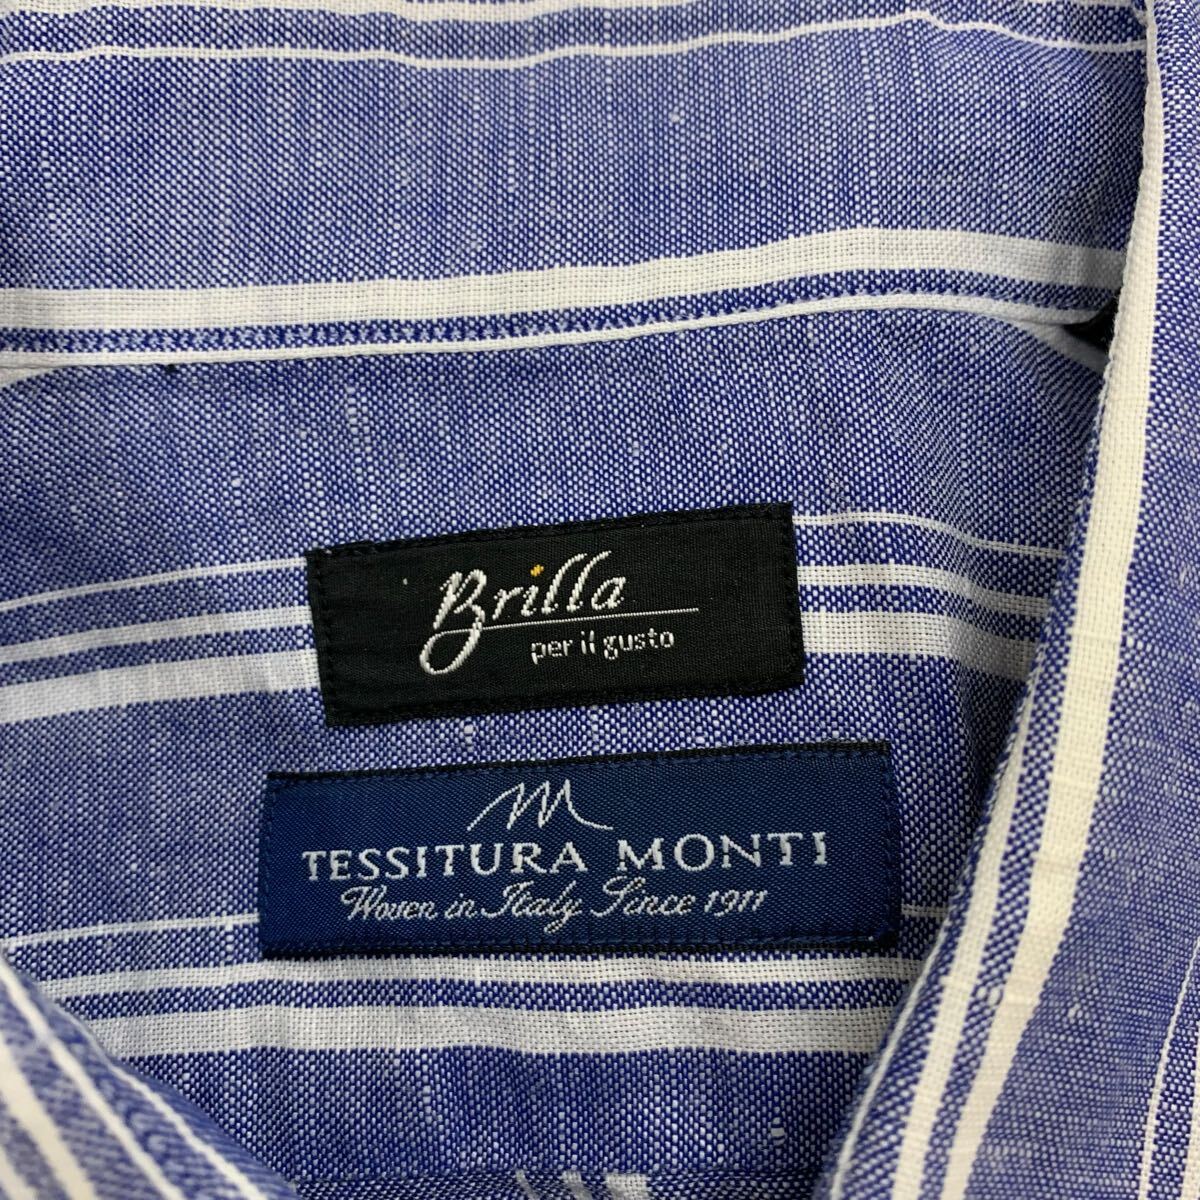 Brilla
per il gusto
TESSITURA MONTI
Woven in Italy Since 1911